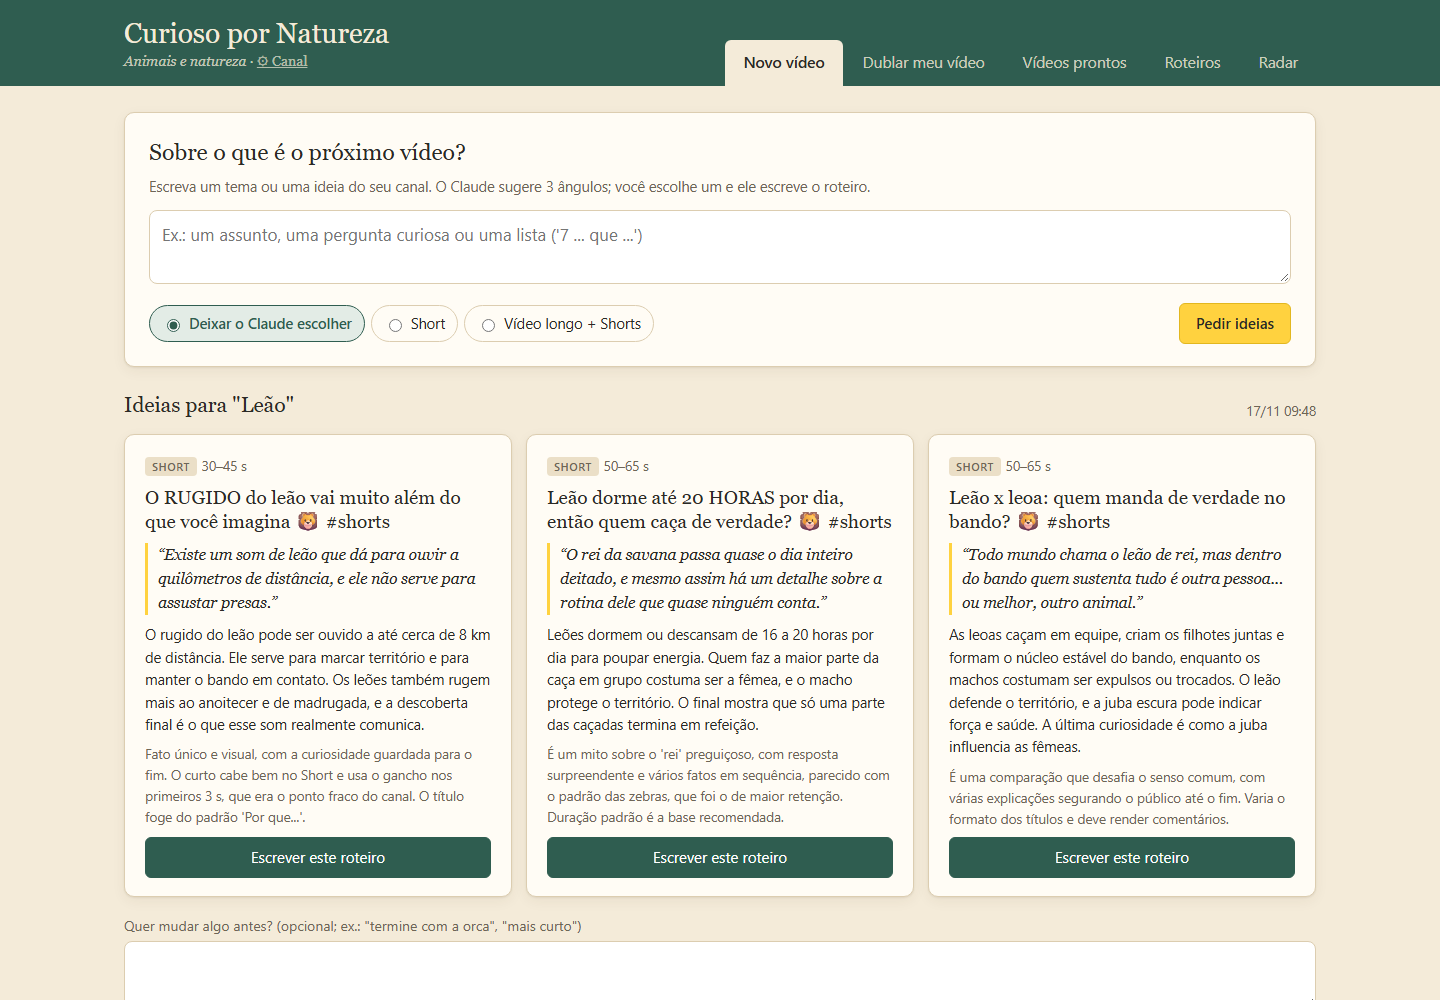 Curioso por Natureza
Animais e natureza · ⚙ Canal
Novo vídeo
Dublar meu vídeo
Vídeos prontos
Roteiros
Radar
Sobre o que é o próximo vídeo?
Escreva um tema ou uma ideia do seu canal. O Claude sugere 3 ângulos; você escolhe um e ele escreve o roteiro.
Ex.: um assunto, uma pergunta curiosa ou uma lista ('7 ... que ...')
Deixar o Claude escolher
Short
Vídeo longo + Shorts
Pedir ideias
Ideias para "Leão"
17/11 09:48
SHORT 30–45 s
O RUGIDO do leão vai muito além do
que você imagina 🦁 #shorts
“Existe um som de leão que dá para ouvir a
quilômetros de distância, e ele não serve para
assustar presas.”
O rugido do leão pode ser ouvido a até cerca de 8 km
de distância. Ele serve para marcar território e para
manter o bando em contato. Os leões também rugem
mais ao anoitecer e de madrugada, e a descoberta
final é o que esse som realmente comunica.
Fato único e visual, com a curiosidade guardada para o
fim. O curto cabe bem no Short e usa o gancho nos
primeiros 3 s, que era o ponto fraco do canal. O título
foge do padrão 'Por que...'.
Escrever este roteiro
SHORT 50–65 s
Leão dorme até 20 HORAS por dia,
então quem caça de verdade? 🦁 #shorts
“O rei da savana passa quase o dia inteiro
deitado, e mesmo assim há um detalhe sobre a
rotina dele que quase ninguém conta.”
Leões dormem ou descansam de 16 a 20 horas por
dia para poupar energia. Quem faz a maior parte da
caça em grupo costuma ser a fêmea, e o macho
protege o território. O final mostra que só uma parte
das caçadas termina em refeição.
É um mito sobre o 'rei' preguiçoso, com resposta
surpreendente e vários fatos em sequência, parecido com
o padrão das zebras, que foi o de maior retenção.
Duração padrão é a base recomendada.
Escrever este roteiro
SHORT 50–65 s
Leão x leoa: quem manda de verdade no
bando? 🦁 #shorts
“Todo mundo chama o leão de rei, mas dentro
do bando quem sustenta tudo é outra pessoa...
ou melhor, outro animal.”
As leoas caçam em equipe, criam os filhotes juntas e
formam o núcleo estável do bando, enquanto os
machos costumam ser expulsos ou trocados. O leão
defende o território, e a juba escura pode indicar
força e saúde. A última curiosidade é como a juba
influencia as fêmeas.
É uma comparação que desafia o senso comum, com
várias explicações segurando o público até o fim. Varia o
formato dos títulos e deve render comentários.
Escrever este roteiro
Quer mudar algo antes? (opcional; ex.: "termine com a orca", "mais curto")